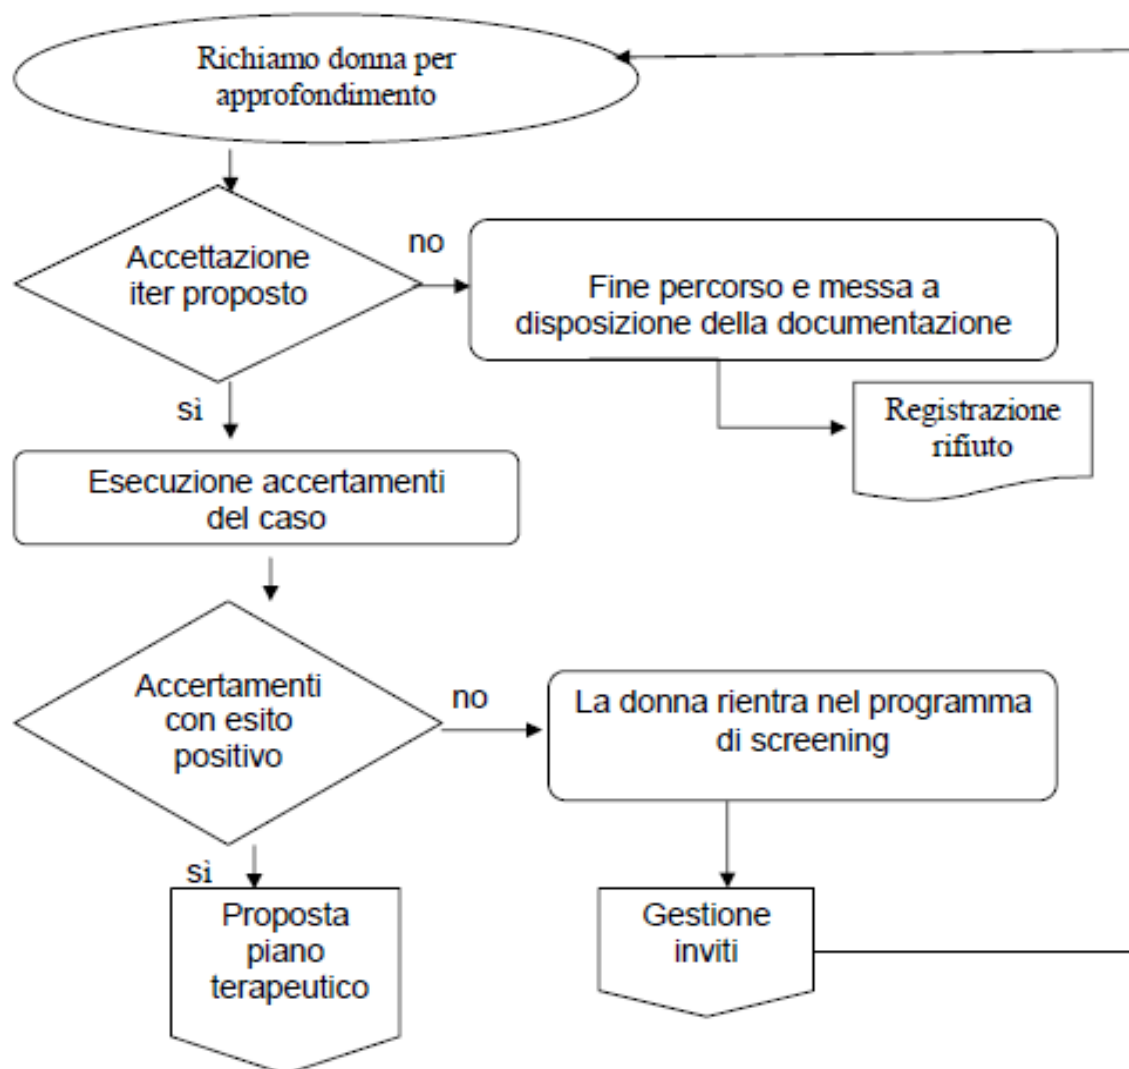 Richiamo donna per
approfondimento
Accettazione
iter proposto
no
Fine percorso e messa a
disposizione della documentazione
Registrazione
rifiuto
sì
Esecuzione accertamenti
del caso
Accertamenti
con esito
positivo
no
La donna rientra nel programma
di screening
sì
Proposta
piano
terapeutico
Gestione
inviti